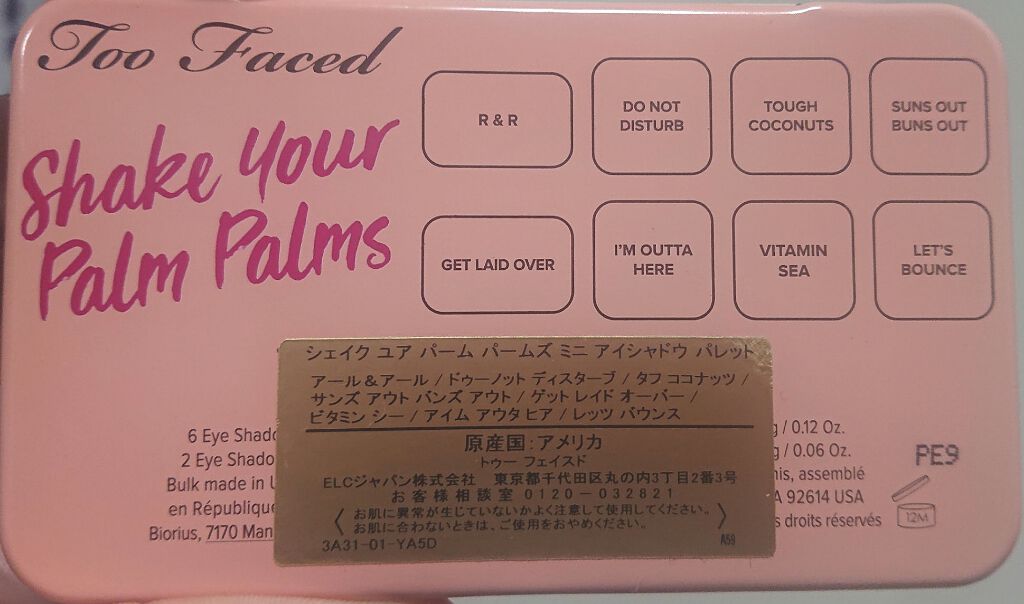 Too Faced
Shake Your
Palm Palms
R & R
DO NOT
DISTURB
TOUGH
COCONUTS
SUNS OUT
BUNS OUT
GET LAID OVER
I'M OUTTA
HERE
VITAMIN
SEA
LET'S
BOUNCE
シェイク ユア パーム パームズ ミニ アイシャドウ パレット
アール&アール / ドゥーノット ディスターブ / タフ ココナッツ /
サンズ アウト バンズ アウト / ゲット レイド オーバー /
ビタミン シー / アイム アウタ ヒア / レッツ バウンス
原産国:アメリカ
トゥー フェイスド
ELCジャパン株式会社 東京都千代田区丸の内3丁目2番3号
お客様相談室 0120-032821
〈お肌に異常が生じていないかよく注意して使用してください。
お肌に合わないときは、ご使用をおやめください。〉
3A31-01-YA5D A59
6 Eye Shado
2 Eye Shado
Bulk made in
en République
Biorius, 7170 Man
g / 0.12 Oz.
g / 0.06 Oz.
nis, assemblé
A 92614 USA
s droits réservés
PE9
12M